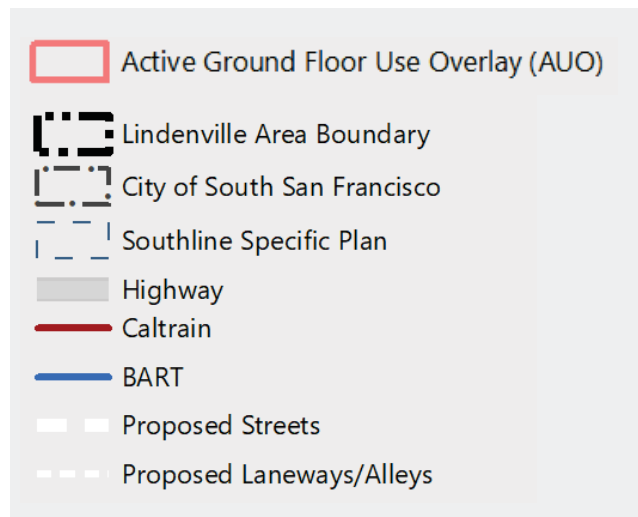 Active Ground Floor Use Overlay (AUO)
Lindenville Area Boundary
City of South San Francisco
Southline Specific Plan
Highway
Caltrain
BART
Proposed Streets
Proposed Laneways/Alleys